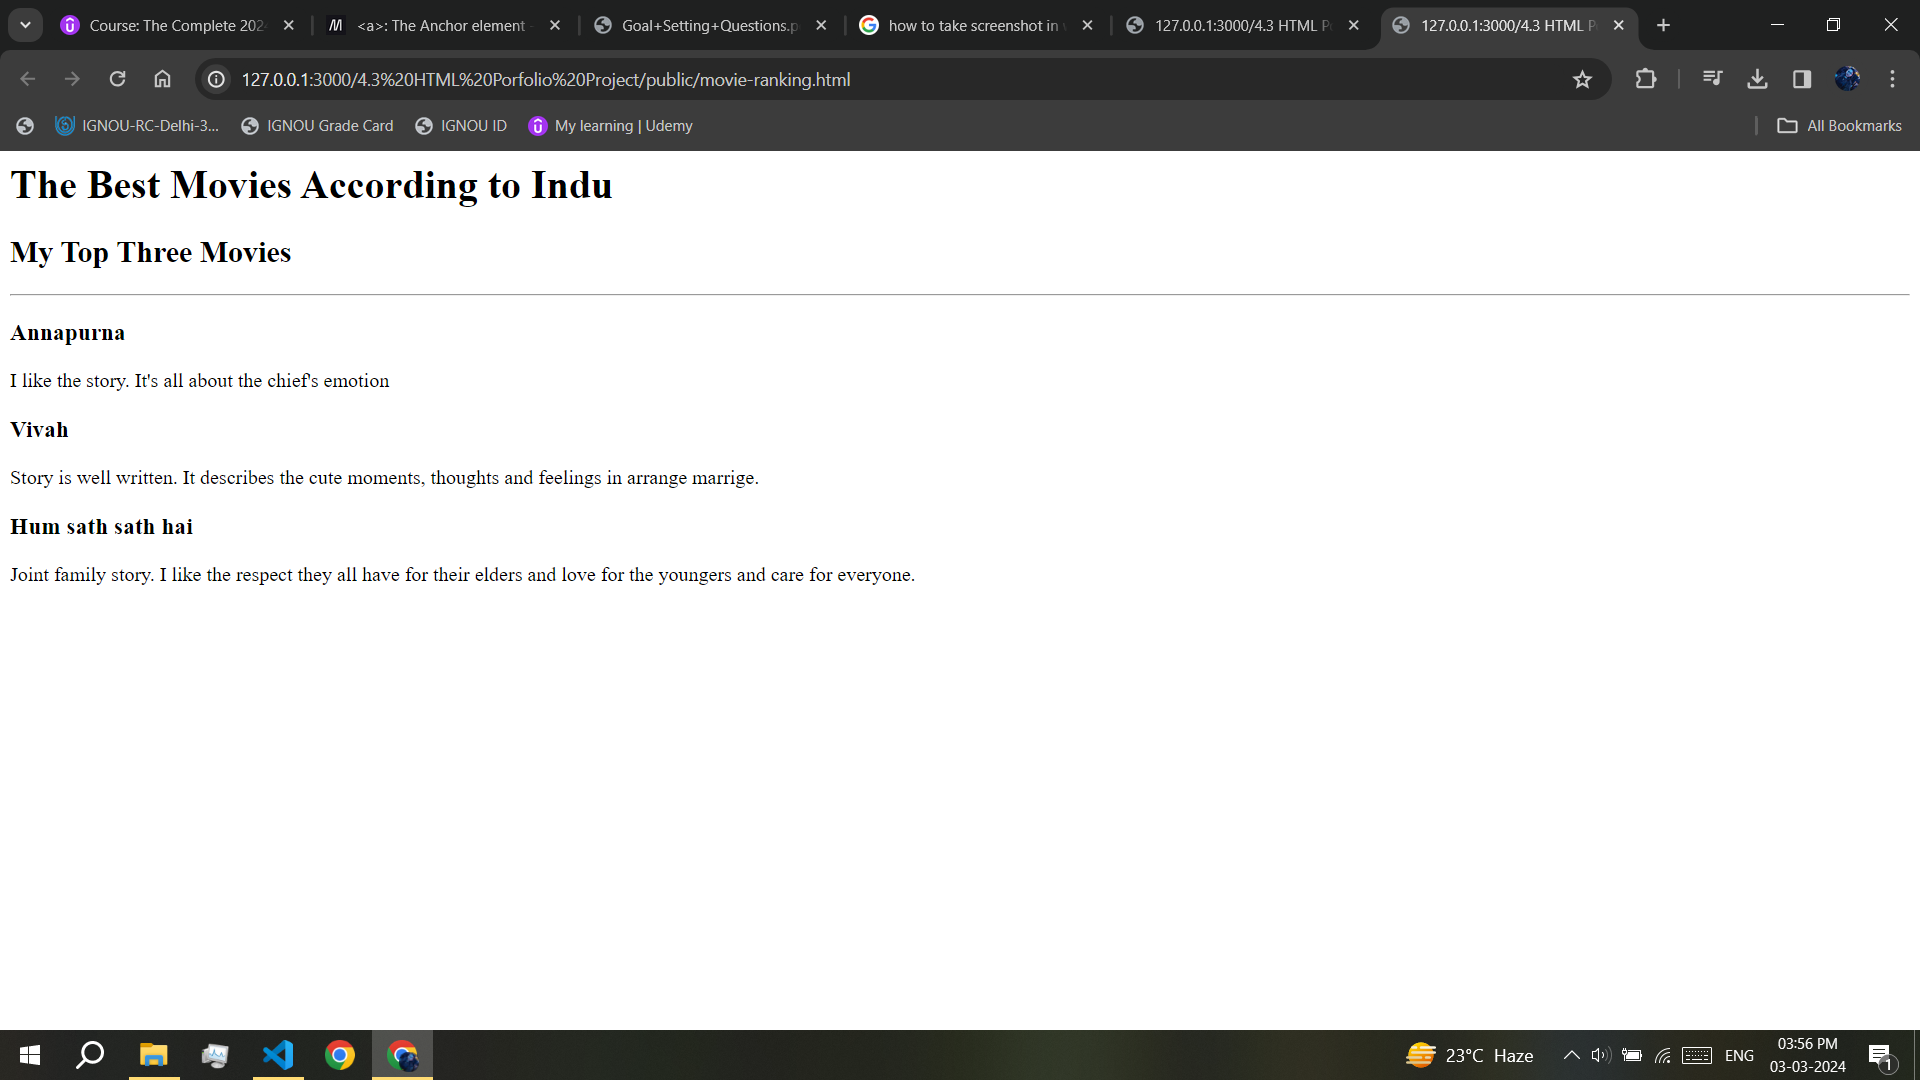 Course: The Complete 202
<a>: The Anchor element -
Goal+Setting+Questions.p
how to take screenshot in
127.0.0.1:3000/4.3 HTML P
127.0.0.1:3000/4.3 HTML P
127.0.0.1:3000/4.3%20HTML%20Porfolio%20Project/public/movie-ranking.html
IGNOU-RC-Delhi-3...
IGNOU Grade Card
IGNOU ID
My learning | Udemy
All Bookmarks
The Best Movies According to Indu
My Top Three Movies
Annapurna
I like the story. It's all about the chief's emotion
Vivah
Story is well written. It describes the cute moments, thoughts and feelings in arrange marrige.
Hum sath sath hai
Joint family story. I like the respect they all have for their elders and love for the youngers and care for everyone.
23°C Haze
ENG
03:56 PM
03-03-2024
1